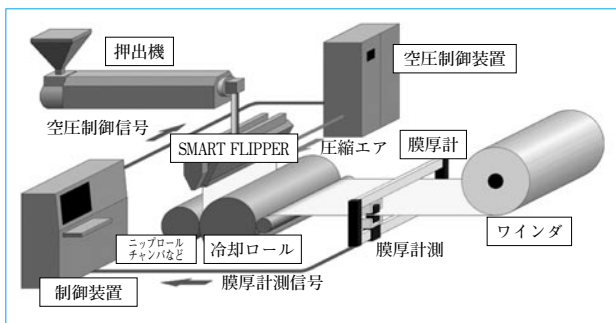 押出機
空圧制御装置
空圧制御信号
SMART FLIPPER
圧縮エア
膜厚計
ニップロール
チャンバなど
冷却ロール
膜厚計測
ワインダ
制御装置
膜厚計測信号